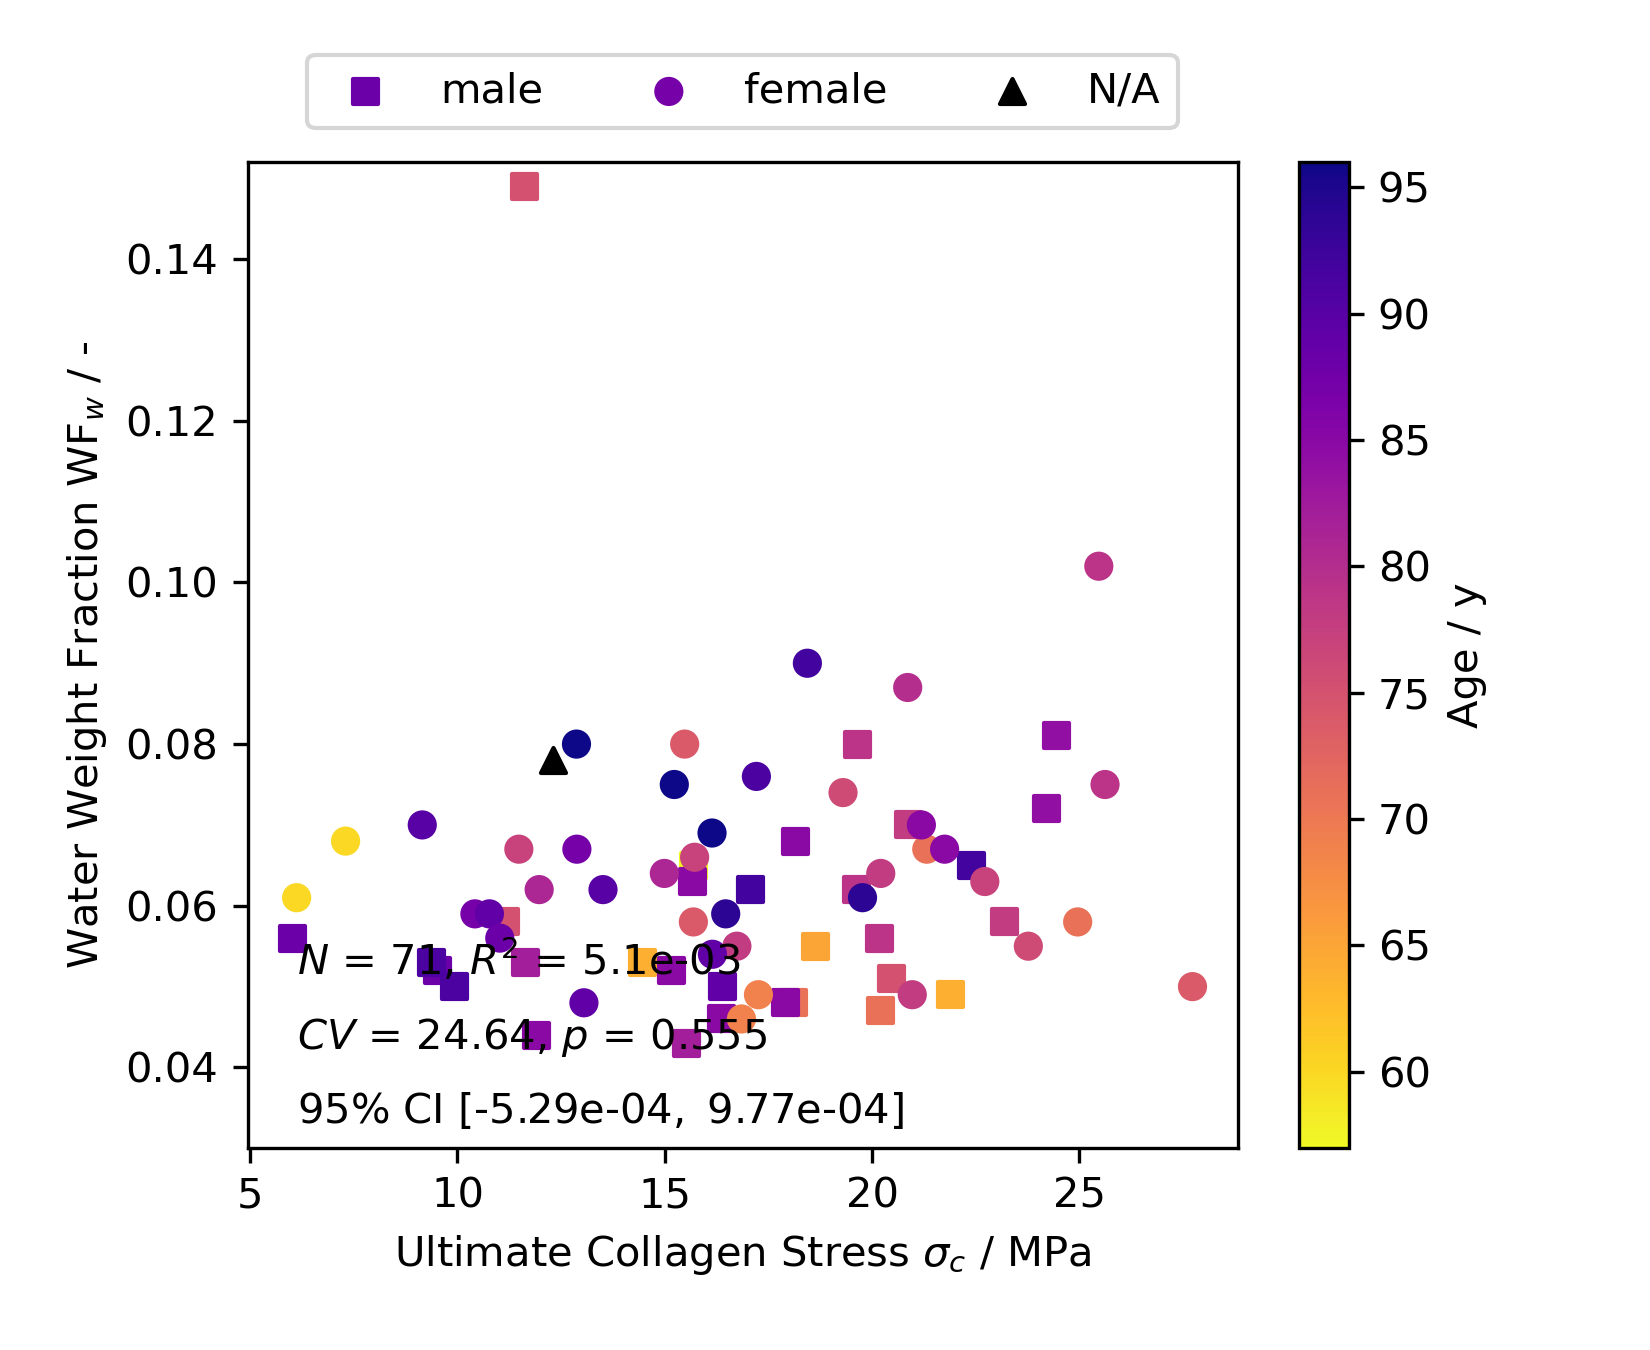 male female N/A
0.14
0.12
0.10
0.08
0.06
0.04
Water Weight Fraction WF_w / -
N = 71, R² = 5.1e-03
CV = 24.64, p = 0.555
95% CI [-5.29e-04, 9.77e-04]
5 10 15 20 25
Ultimate Collagen Stress σ_c / MPa
95
90
85
80
75
70
65
60
Age / y